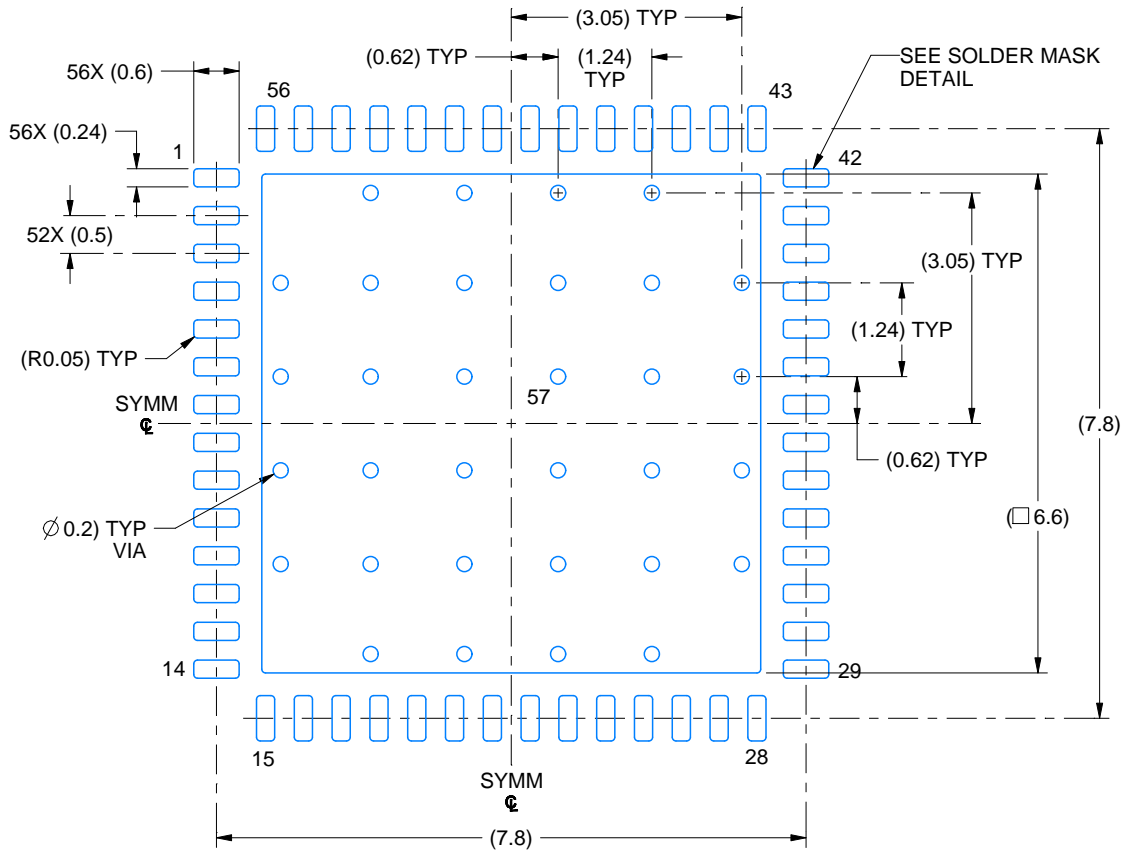 (3.05) TYP
(0.62) TYP
(1.24)
TYP
SEE SOLDER MASK
DETAIL
56X (0.6)
56
43
56X (0.24)
1
42
52X (0.5)
(3.05) TYP
(1.24) TYP
(R0.05) TYP
57
SYMM
℄
(7.8)
(0.62) TYP
(□ 6.6)
∅ 0.2) TYP
VIA
14
29
15
28
SYMM
℄
(7.8)